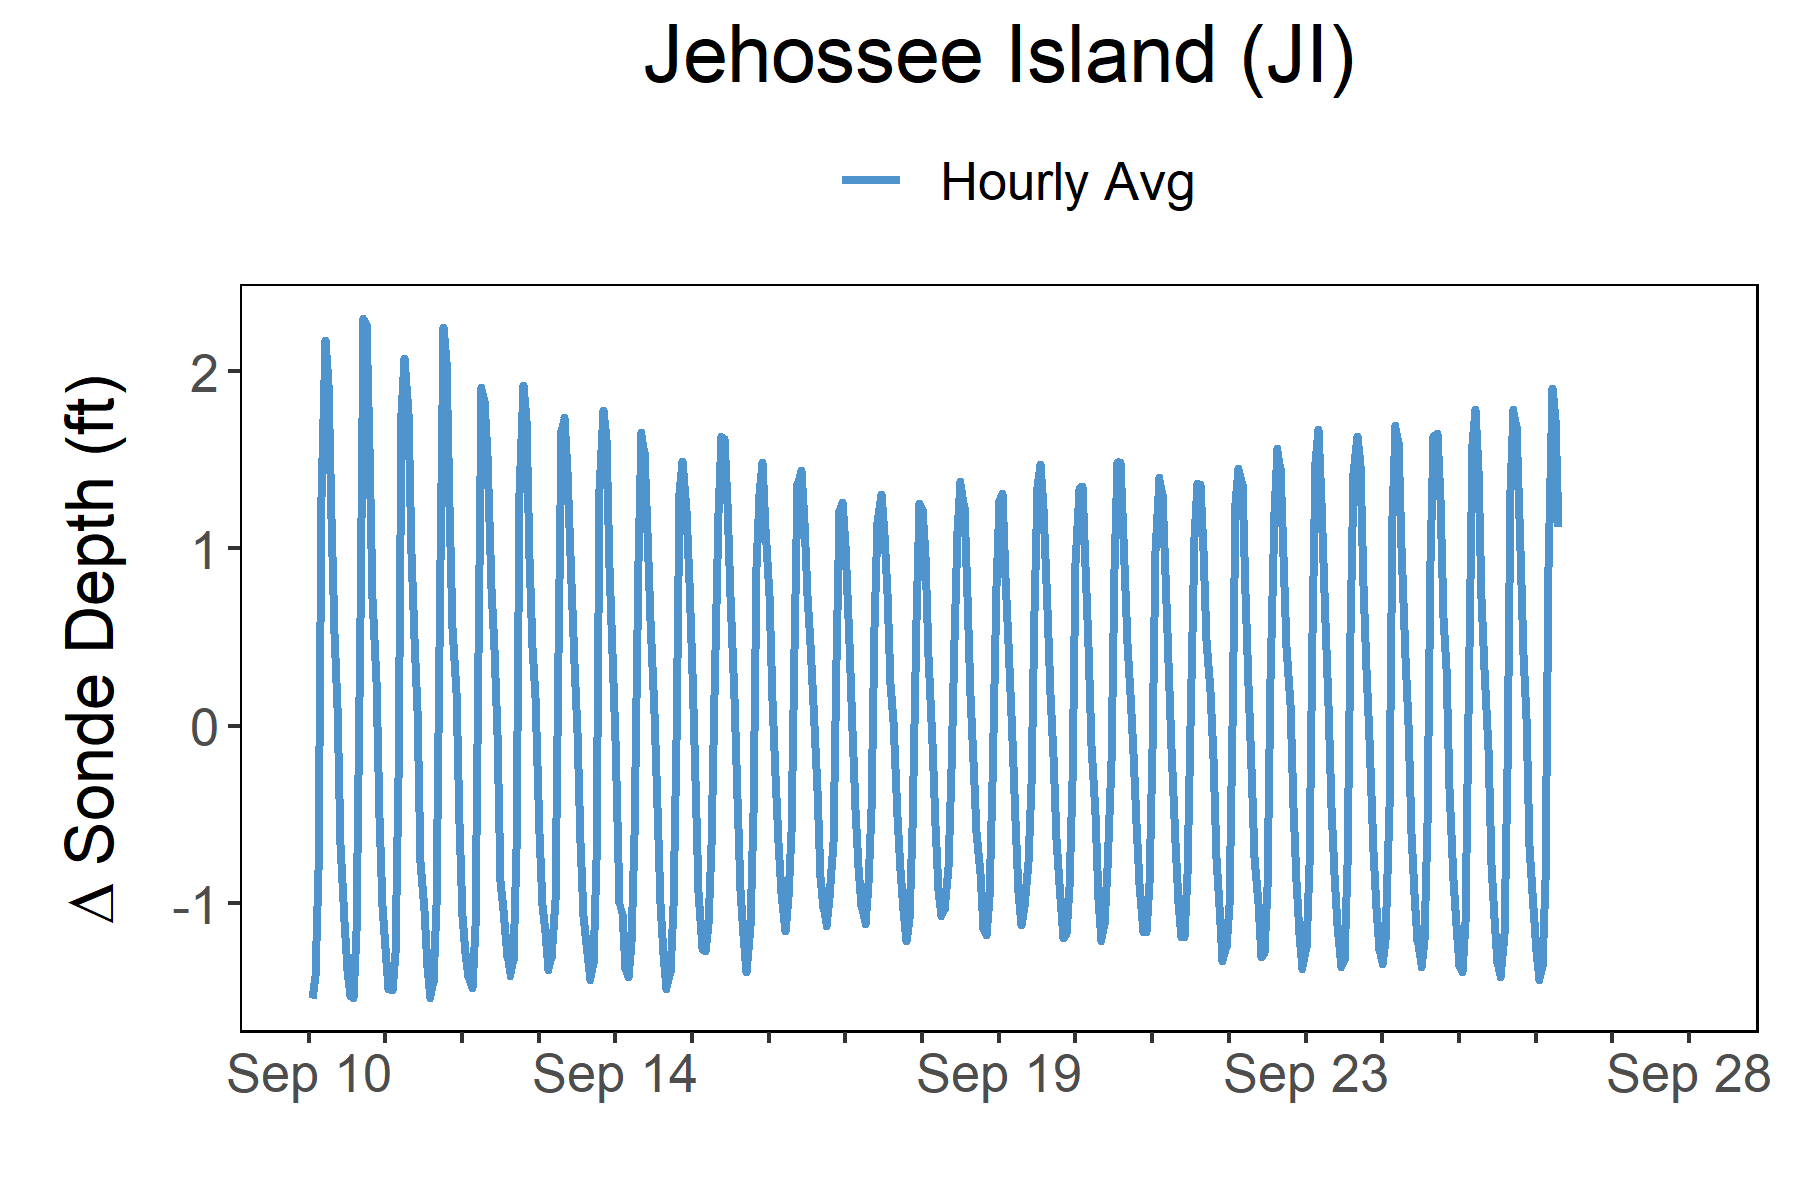 Jehossee Island (JI)
Hourly Avg
Δ Sonde Depth (ft)
2
1
0
-1
Sep 10 Sep 14 Sep 19 Sep 23 Sep 28